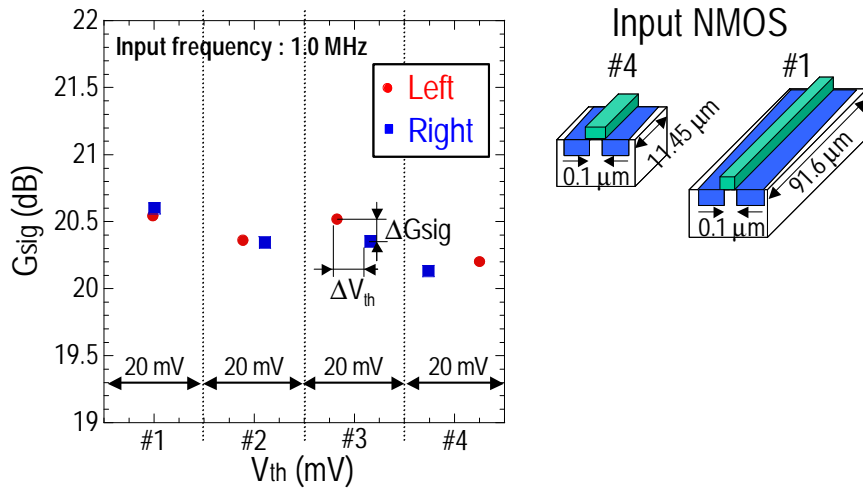 Input NMOS
#4
#1
11.45 μm
91.6 μm
0.1 μm
0.1 μm
22
21.5
21
20.5
20
19.5
19
Gsig (dB)
Input frequency : 1.0 MHz
Left
Right
ΔGsig
ΔVth
20 mV
20 mV
20 mV
20 mV
#1
#2
#3
#4
Vth (mV)